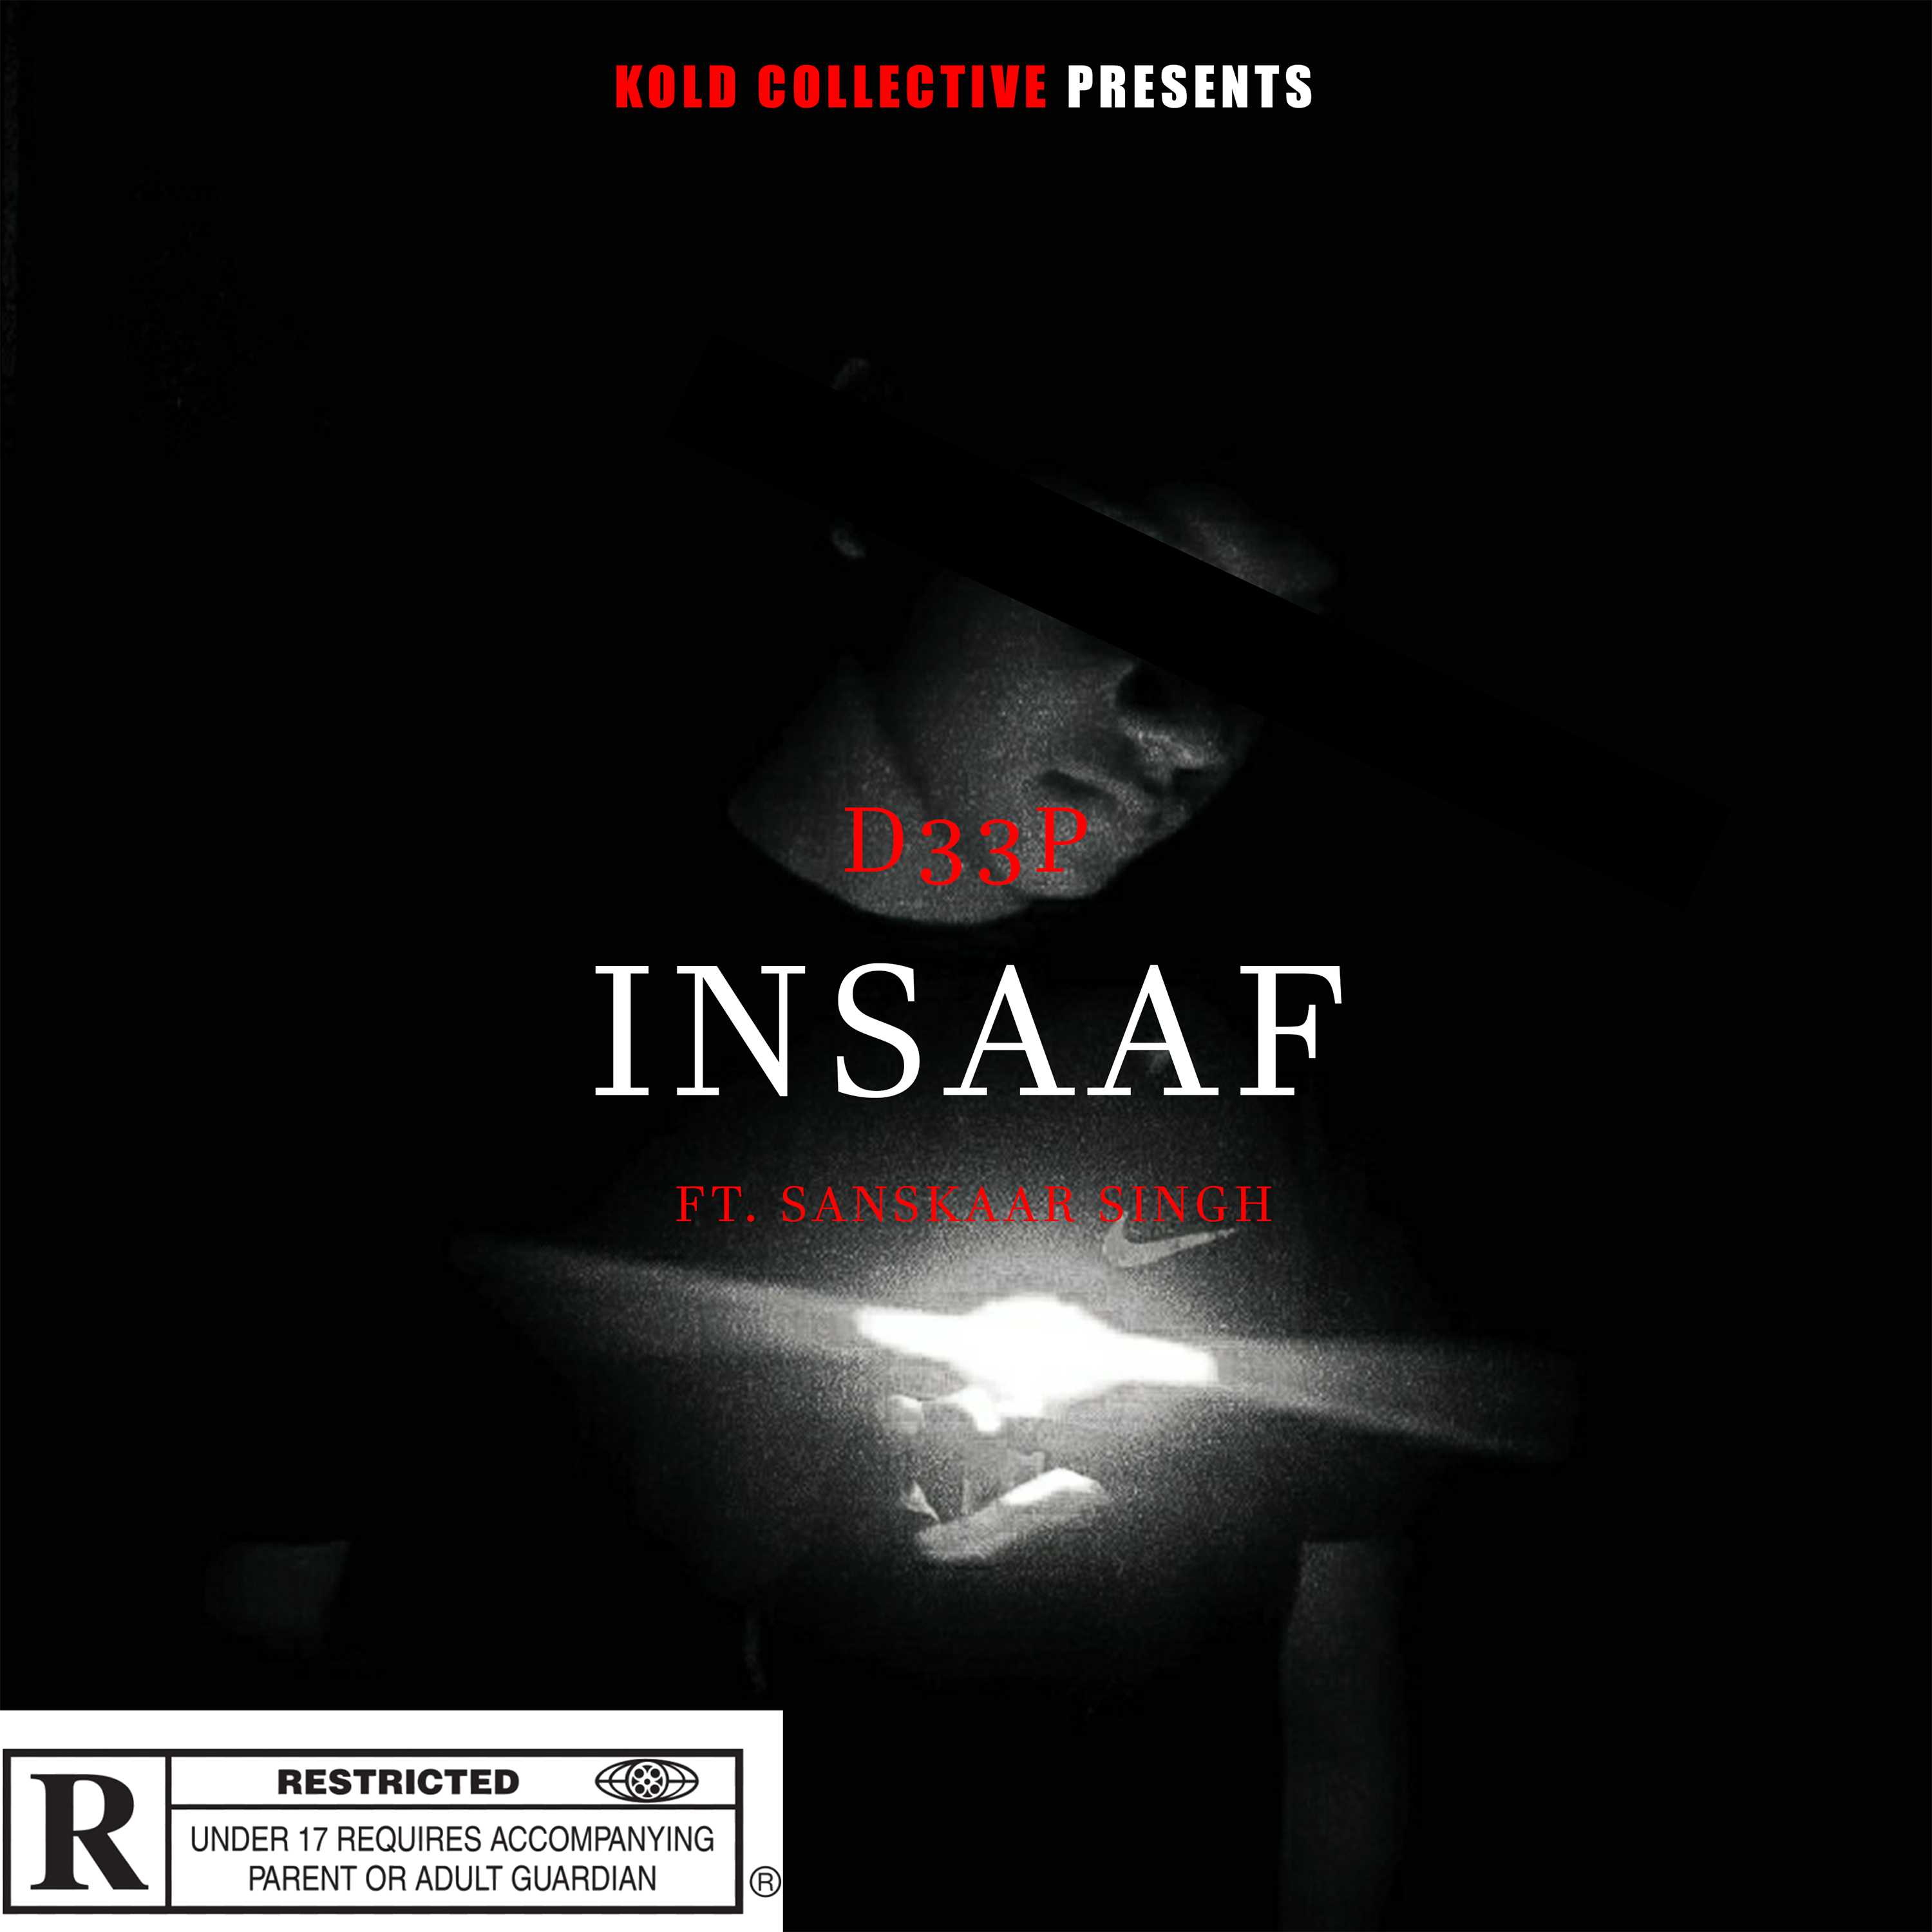 KOLD COLLECTIVE PRESENTS
D33P
INSAAF
FT. SANSKAAR SINGH
R
RESTRICTED
UNDER 17 REQUIRES ACCOMPANYING
PARENT OR ADULT GUARDIAN
®